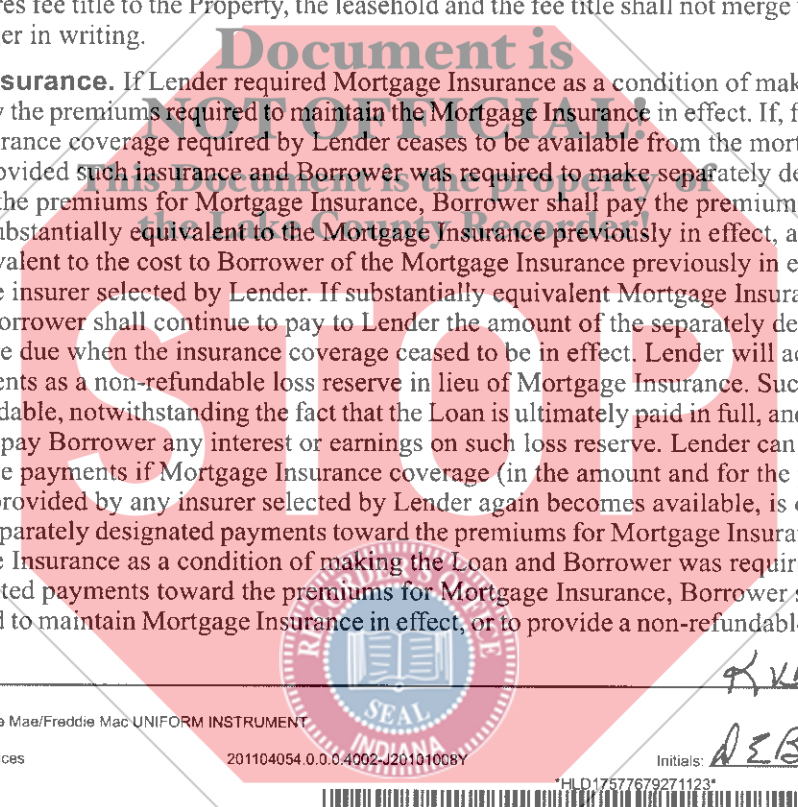 res fee title to the Property, the leasehold and the fee title shall not merge
er in writing.
Document is
surance. If Lender required Mortgage Insurance as a condition of mak
y the premiums required to maintain the Mortgage Insurance in effect. If, f
NOT OFFICIAL!
rance coverage required by Lender ceases to be available from the mort
ovided such insurance and Borrower was required to make separately de
This Document is the property of
the premiums for Mortgage Insurance, Borrower shall pay the premium
the Lake County Recorder!
ubstantially equivalent to the Mortgage Insurance previously in effect, a
valent to the cost to Borrower of the Mortgage Insurance previously in e
e insurer selected by Lender. If substantially equivalent Mortgage Insura
orrower shall continue to pay to Lender the amount of the separately de
e due when the insurance coverage ceased to be in effect. Lender will ac
ents as a non-refundable loss reserve in lieu of Mortgage Insurance. Suc
STOP
dable, notwithstanding the fact that the Loan is ultimately paid in full, and
pay Borrower any interest or earnings on such loss reserve. Lender can
e payments if Mortgage Insurance coverage (in the amount and for the
provided by any insurer selected by Lender again becomes available, is
parately designated payments toward the premiums for Mortgage Insura
e Insurance as a condition of making the Loan and Borrower was requir
ted payments toward the premiums for Mortgage Insurance, Borrower s
d to maintain Mortgage Insurance in effect, or to provide a non-refundabl
RECORDER'S OFFICE
SEAL
INDIANA
e Mae/Freddie Mac UNIFORM INSTRUMENT
ces
201104054.0.0.0.4002-J20101008Y
Initials: DEB
*HLD17577679271123*